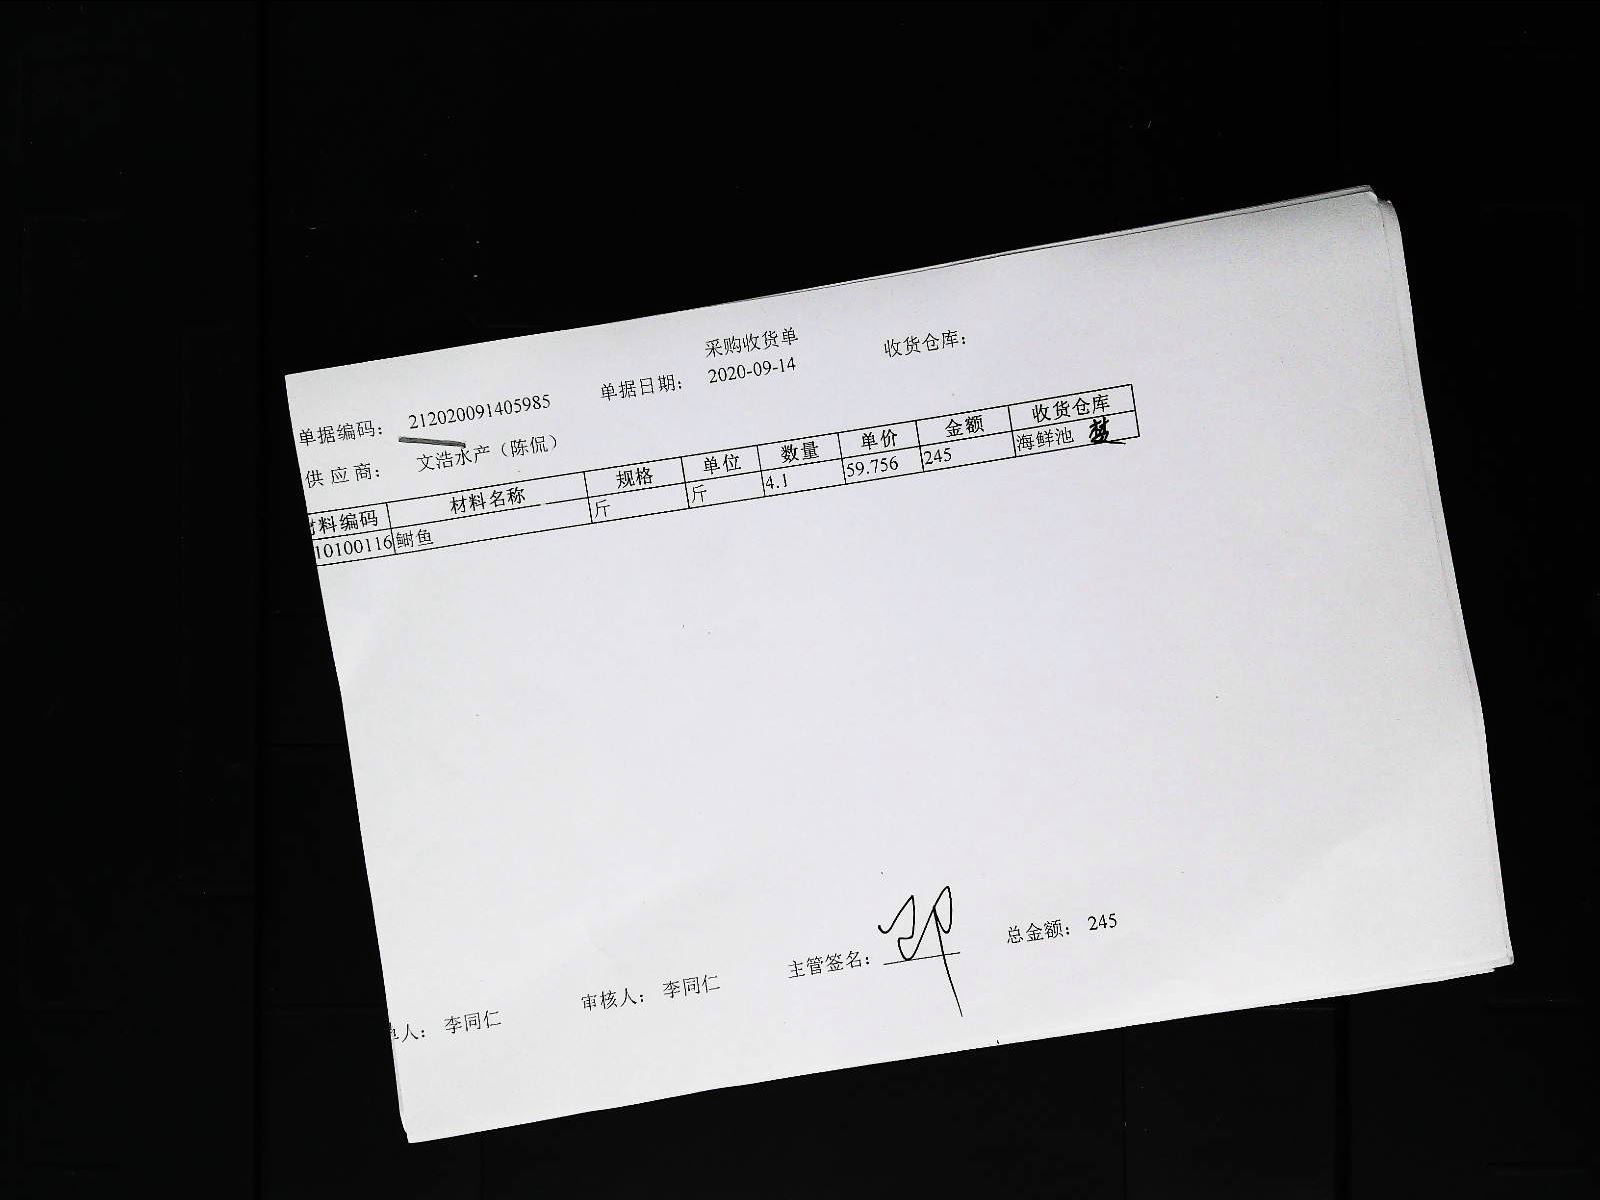 采购收货单
单据编码： 212020091405985 单据日期： 2020-09-14 收货仓库：
供 应 商： 文浩水产（陈侃）
材料编码 材料名称 规格 单位 数量 单价 金额 收货仓库
10100116 鲥鱼 斤 斤 4.1 59.756 245 海鲜池
单人： 李同仁 审核人： 李同仁 主管签名： 总金额： 245